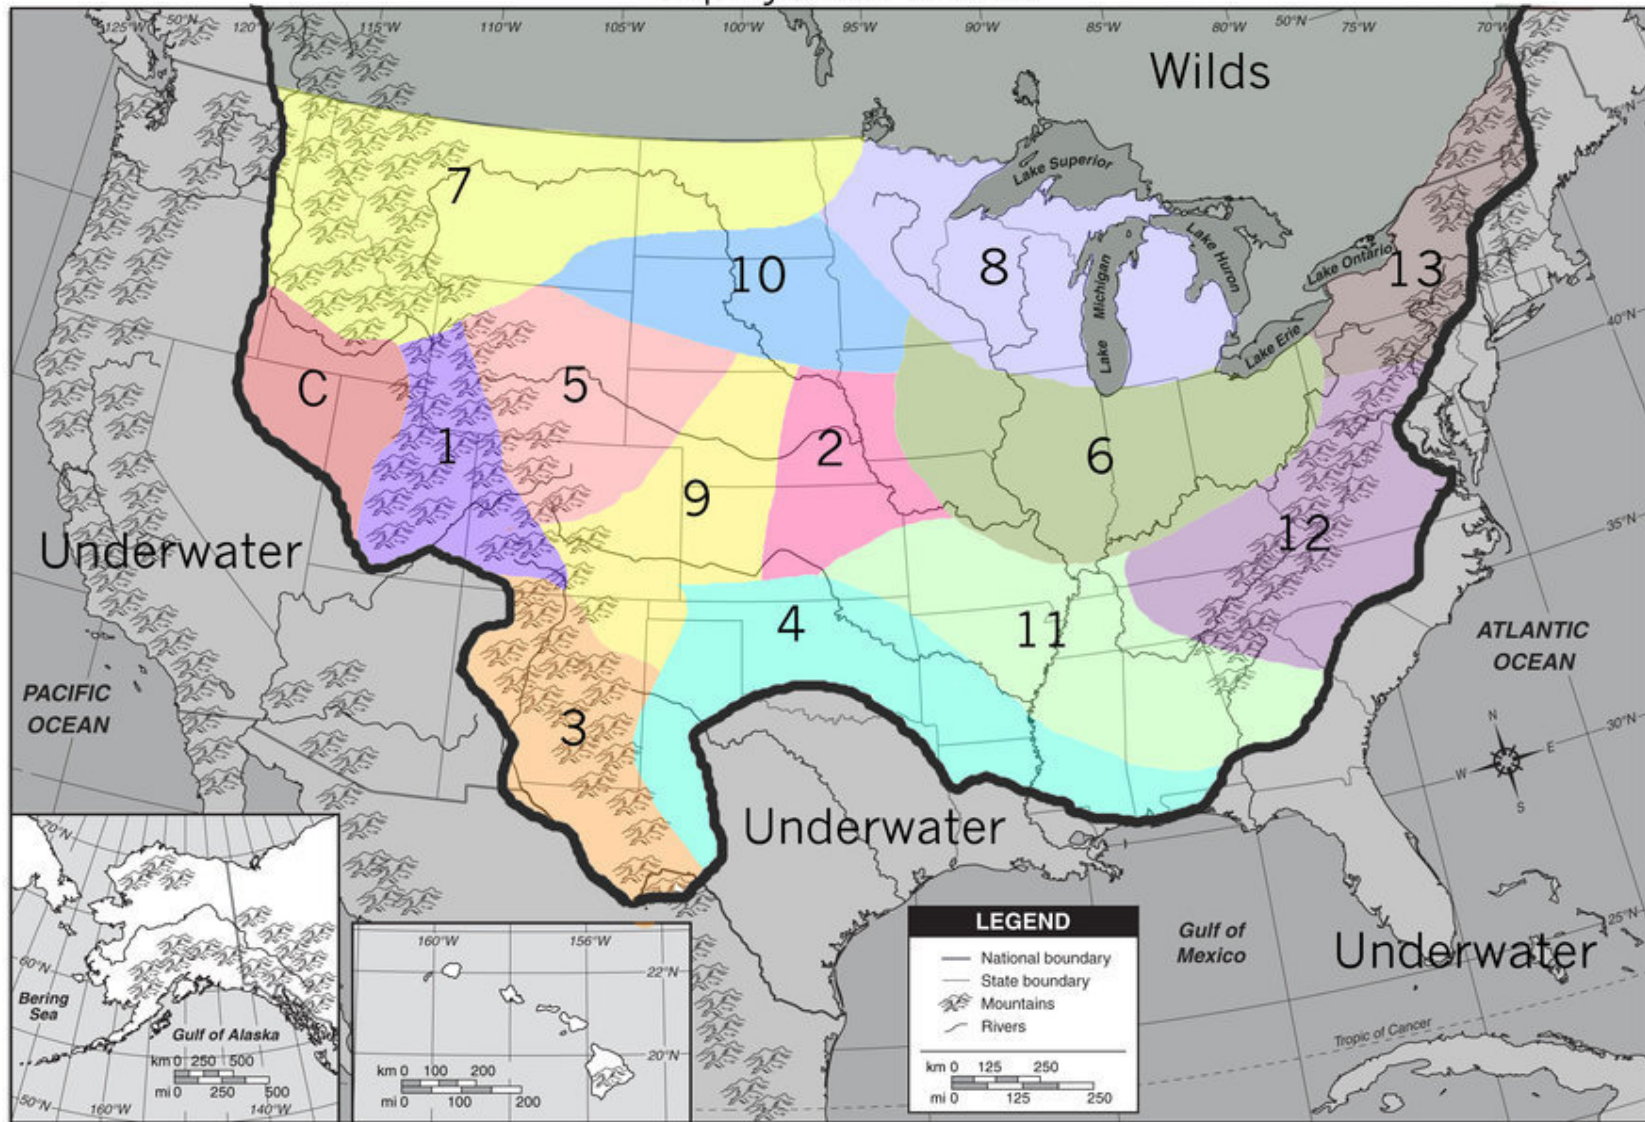 125°W
50°N
120°W
115°W
110°W
105°W
100°W
95°W
90°W
85°W
80°W
50°N
75°W
70°W
Wilds
45°N
Lake Superior
7
10
8
Lake Michigan
Lake Huron
Lake Ontario
13
Lake Erie
40°N
C
1
5
9
2
6
12
35°N
Underwater
4
11
ATLANTIC
OCEAN
PACIFIC
OCEAN
3
30°N
N
W
E
S
Underwater
70°N
60°N
Bering
Sea
Gulf of Alaska
km 0 250 500
mi 0 250 500
50°N
160°W
140°W
160°W
156°W
22°N
20°N
km 0 100 200
mi 0 100 200
LEGEND
National boundary
State boundary
Mountains
Rivers
km 0 125 250
mi 0 125 250
Gulf of
Mexico
25°N
Underwater
Tropic of Cancer